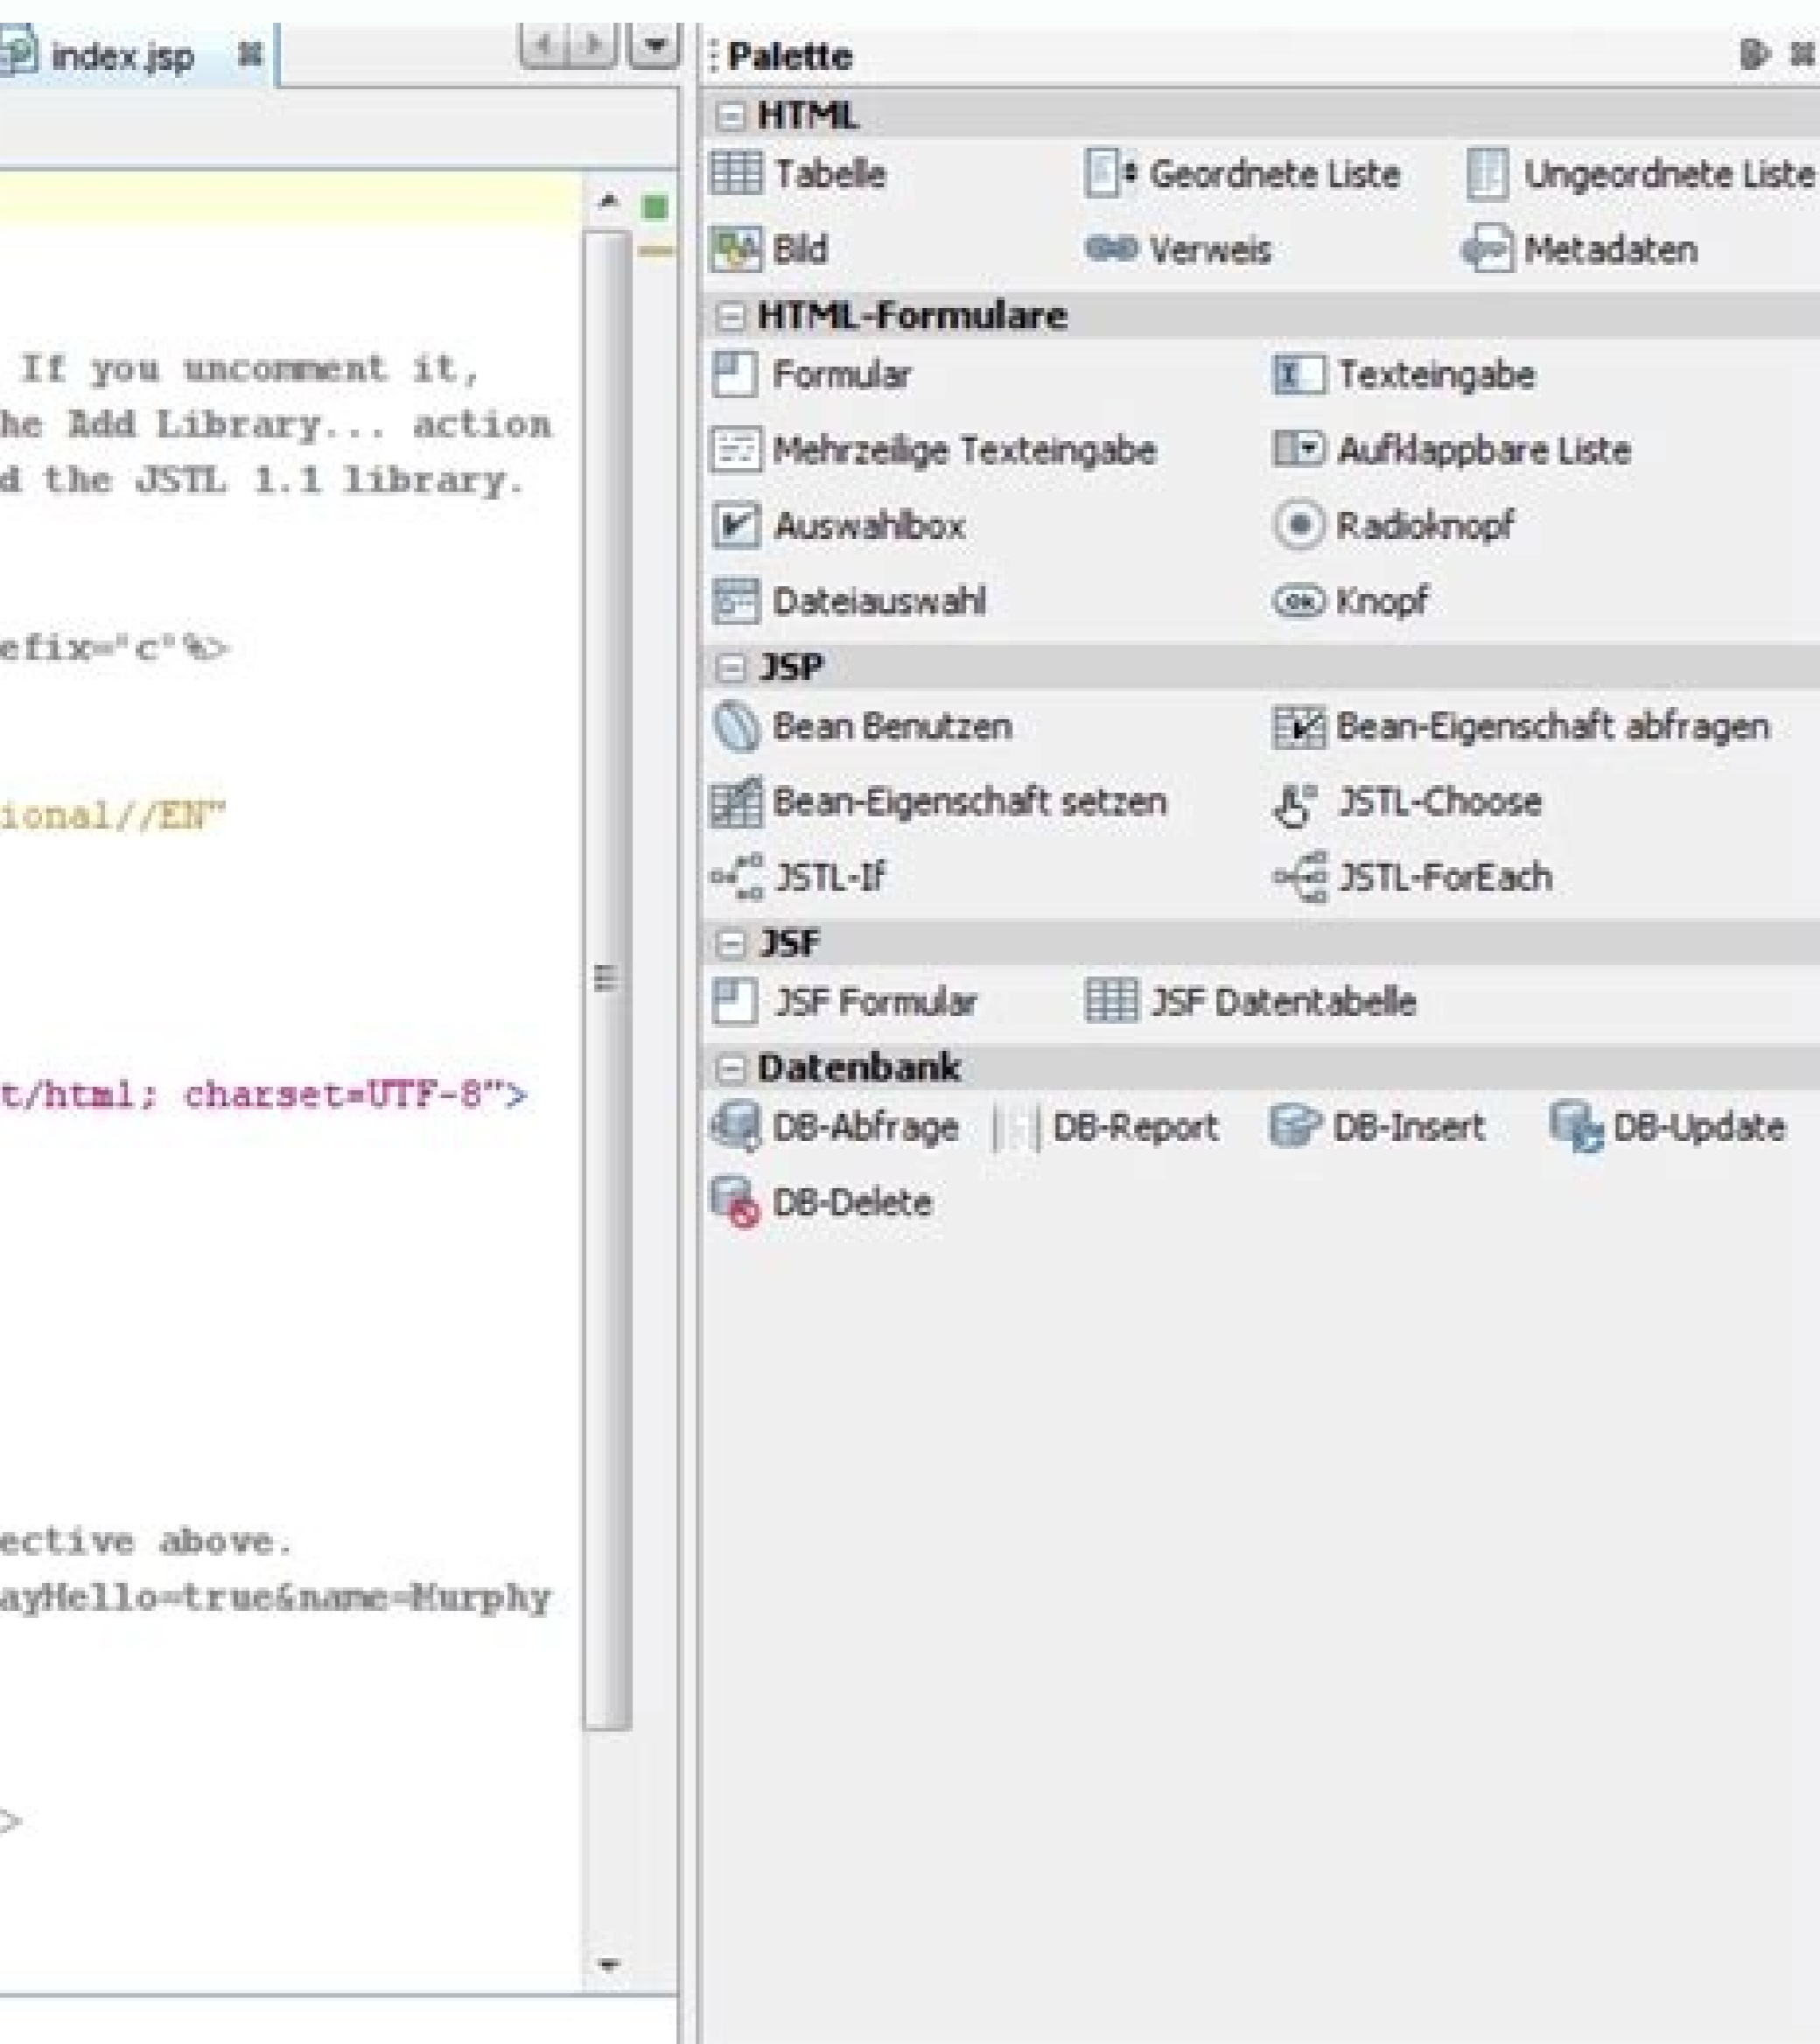 index.jsp
If you uncomment it,
he Add Library... action
d the JSTL 1.1 library.
efix="c"%>
ional//EN"
t/html; charset=UTF-8">
ective above.
ayHello=true&name=Murphy
>
Palette
HTML
Tabelle Geordnete Liste Ungeordnete Liste
Bild Verweis Metadaten
HTML-Formulare
Formular Texteingabe
Mehrzeilige Texteingabe Aufklappbare Liste
Auswahlbox Radioknopf
Dateiauswahl Knopf
JSP
Bean Benutzen Bean-Eigenschaft abfragen
Bean-Eigenschaft setzen JSTL-Choose
JSTL-If JSTL-ForEach
JSF
JSF Formular JSF Datentabelle
Datenbank
DB-Abfrage DB-Report DB-Insert DB-Update
DB-Delete